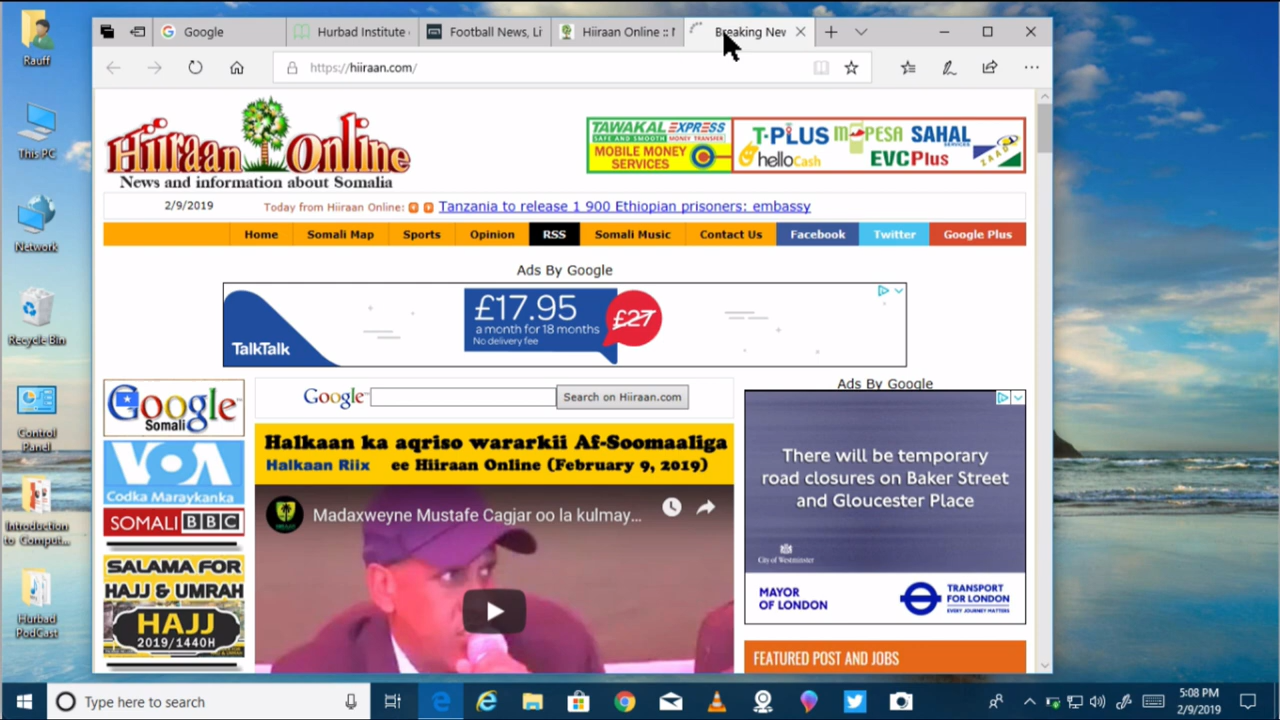 Rauff
This PC
Network
Recycle Bin
Control
Panel
Introduction
to Comput...
Hurbad
PodCast
Google
Hurbad Institute
Football News, Li
Hiiraan Online ::
Breaking Nev
https://hiiraan.com/
Hiiraan Online
News and information about Somalia
TAWAKAL EXPRESS
SAFE AND SMOOTH MONEY TRANSFER
MOBILE MONEY
SERVICES
T-PLUS
helloCash
M-PESA
SAHAL
SERVICES
EVCPlus
ZAAD
2/9/2019
Today from Hiiraan Online:
Tanzania to release 1 900 Ethiopian prisoners: embassy
Home
Somali Map
Sports
Opinion
RSS
Somali Music
Contact Us
Facebook
Twitter
Google Plus
Ads By Google
TalkTalk
£17.95
a month for 18 months
No delivery fee
£27
Google
Somali
VOA
Codka Maraykanka
SOMALI BBC
SALAMA FOR
HAJJ & UMRAH
HAJJ
2019/1440H
Google
Search on Hiiraan.com
Halkaan ka aqriso wararkii Af-Soomaaliga
Halkaan Riix ee Hiiraan Online (February 9, 2019)
Madaxweyne Mustafe Cagjar oo la kulmay...
Ads By Google
There will be temporary
road closures on Baker Street
and Gloucester Place
City of Westminster
MAYOR
OF LONDON
TRANSPORT
FOR LONDON
EVERY JOURNEY MATTERS
FEATURED POST AND JOBS
Type here to search
5:08 PM
2/9/2019